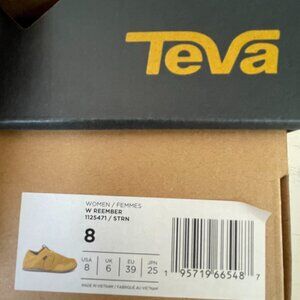 Teva
WOMEN / FEMMES
W REEMBER
1125471 / STRN
8
USA UK EUR JPN
8 6 39 25
MADE IN VIETNAM / FABRIQUÉ AU VIETNAM
1 95719 66548 7